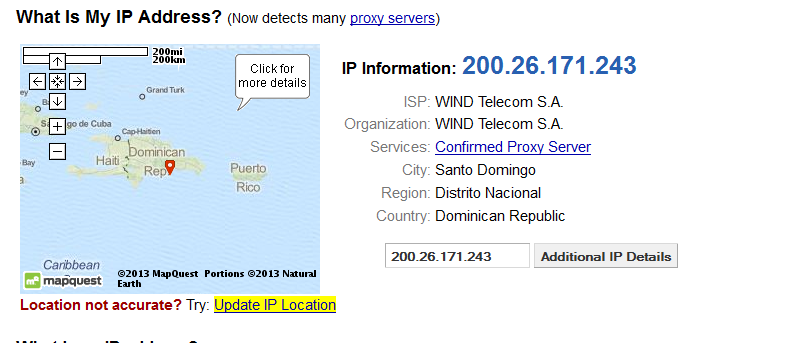 What Is My IP Address? (Now detects many proxy servers)
200mi
200km
Click for
more details
Grand Turk
go de Cuba
Cap-Haitien
Bay
Haiti
Dominican
Rep
Puerto
Rico
Caribbean
mapquest
©2013 MapQuest Portions ©2013 Natural
Earth
Location not accurate? Try: Update IP Location
IP Information: 200.26.171.243
ISP: WIND Telecom S.A.
Organization: WIND Telecom S.A.
Services: Confirmed Proxy Server
City: Santo Domingo
Region: Distrito Nacional
Country: Dominican Republic
200.26.171.243 Additional IP Details